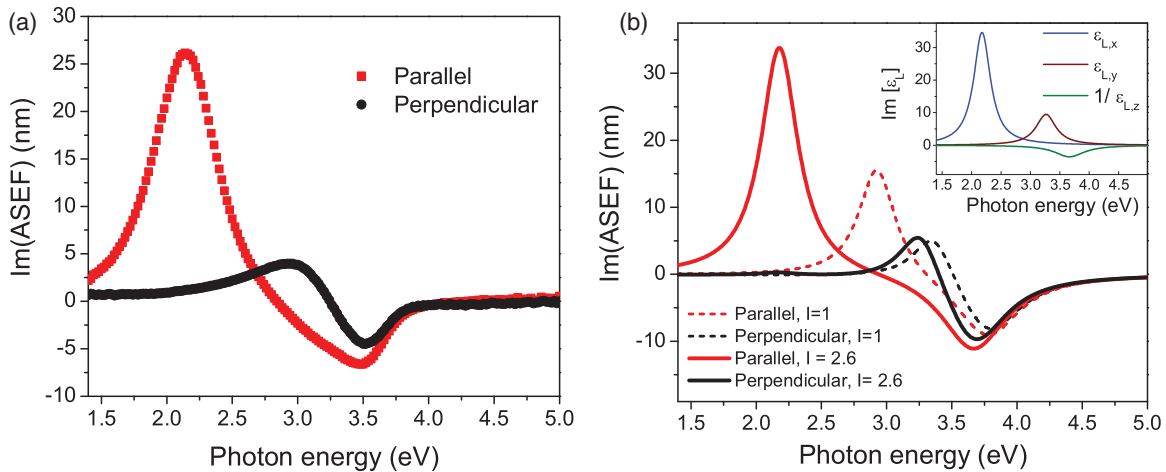 (a)
30
25
20
15
10
5
0
-5
-10
Im(ASEF) (nm)
Parallel
Perpendicular
1.5 2.0 2.5 3.0 3.5 4.0 4.5 5.0
Photon energy (eV)
(b)
30
20
10
0
-10
Im(ASEF) (nm)
Parallel, I=1
Perpendicular, I=1
Parallel, I = 2.6
Perpendicular, I= 2.6
1.5 2.0 2.5 3.0 3.5 4.0 4.5 5.0
Photon energy (eV)
30
20
10
0
Im [εL]
εL,x
εL,y
1/ εL,z
1.5 2.0 2.5 3.0 3.5 4.0 4.5
Photon energy (eV)